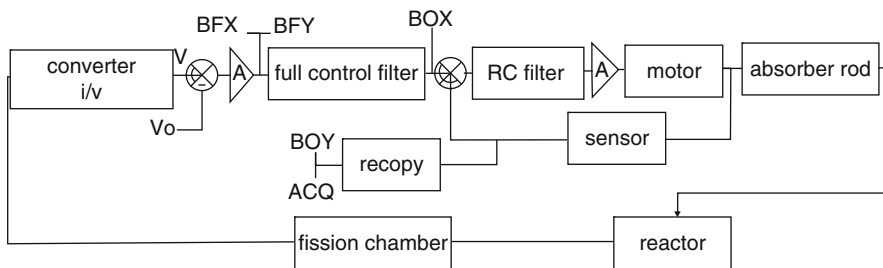 BFX
BFY
BOX
converter
i/v
V
A
full control filter
RC filter
A
motor
absorber rod
Vo
-
BOY
ACQ
recopy
sensor
fission chamber
reactor